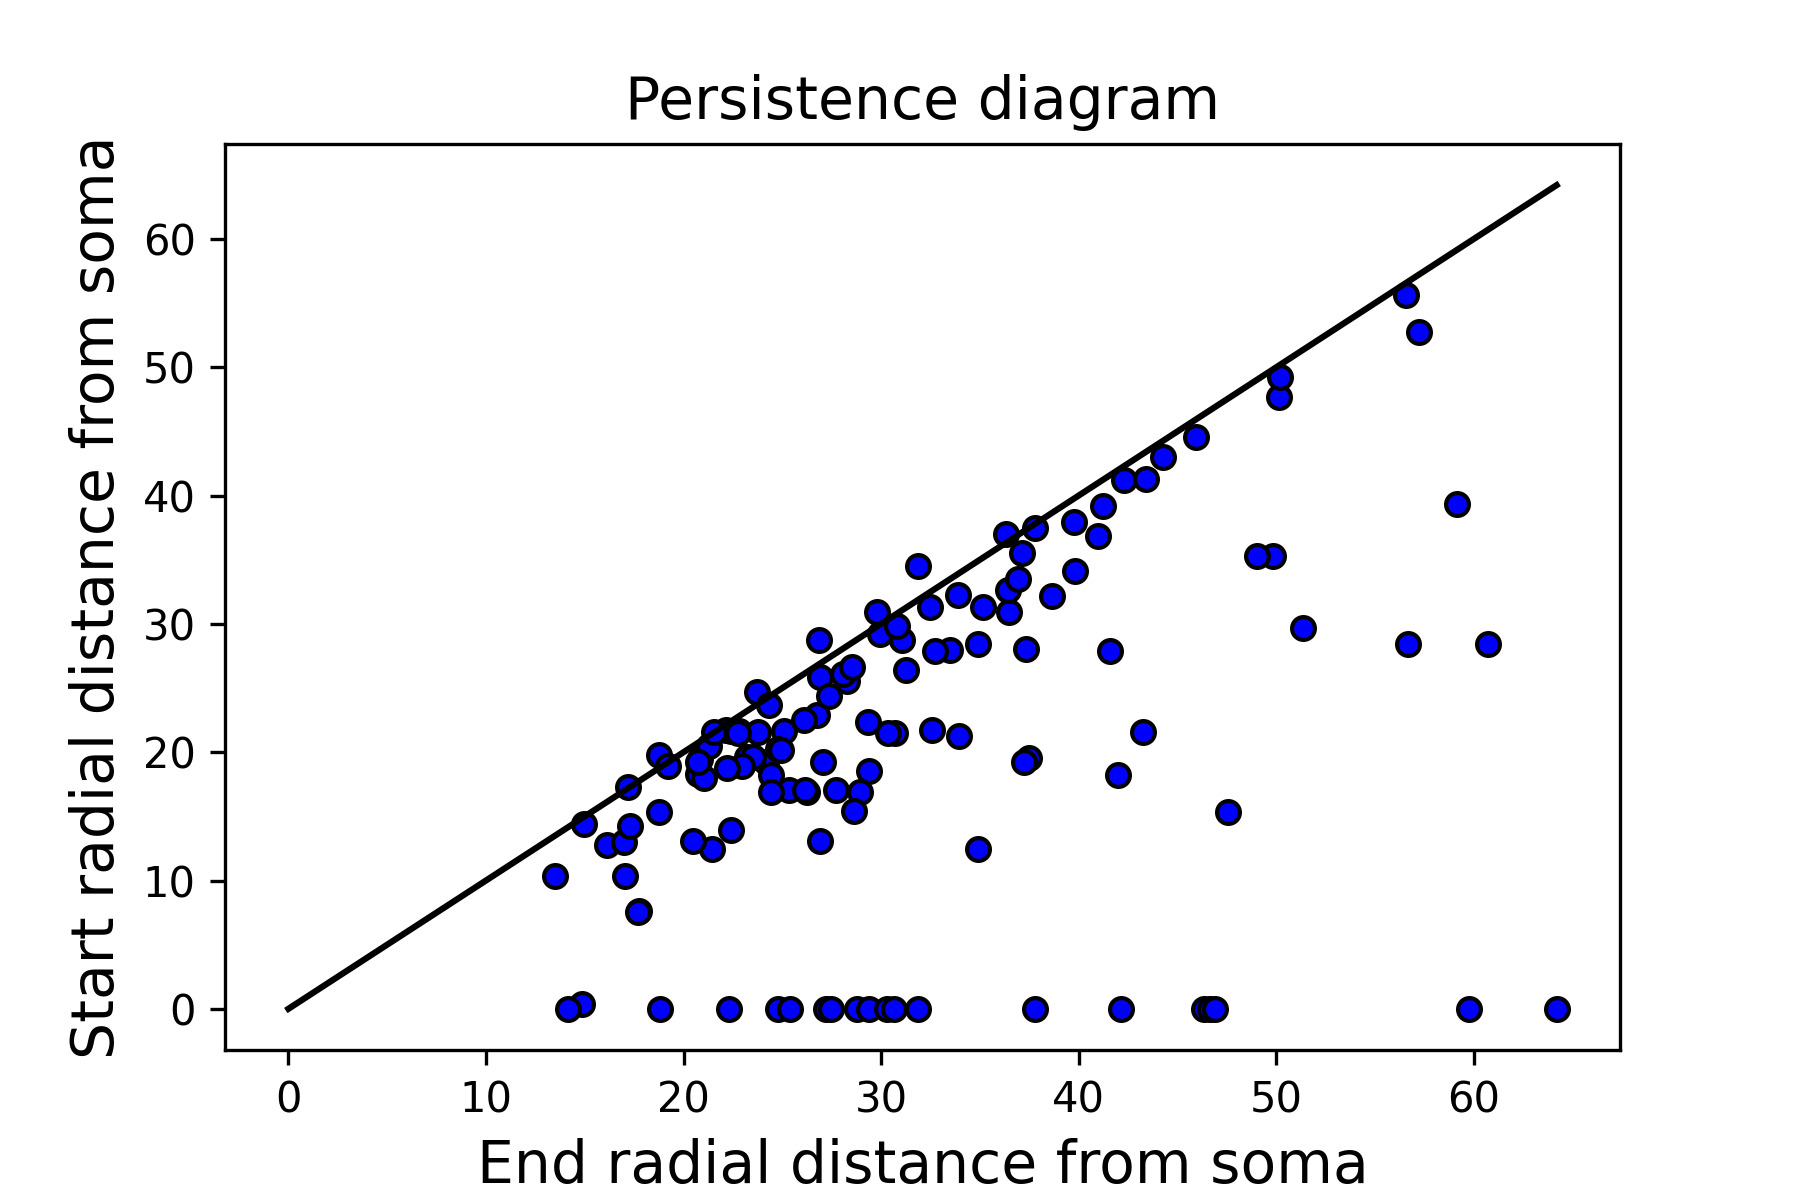 Persistence diagram
Start radial distance from soma
60
50
40
30
20
10
0
0 10 20 30 40 50 60
End radial distance from soma